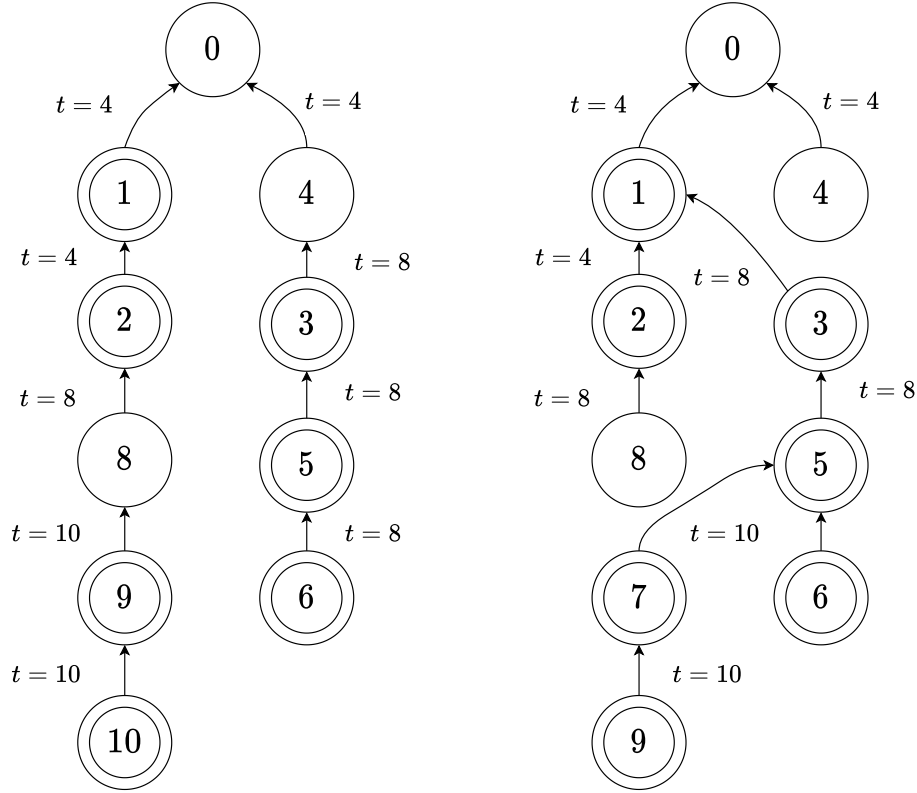 0
0
t = 4
t = 4
t = 4
t = 4
1
4
1
4
t = 4
t = 8
t = 4
t = 8
2
3
2
3
t = 8
t = 8
t = 8
t = 8
8
5
8
5
t = 10
t = 8
t = 10
9
6
7
6
t = 10
t = 10
10
9